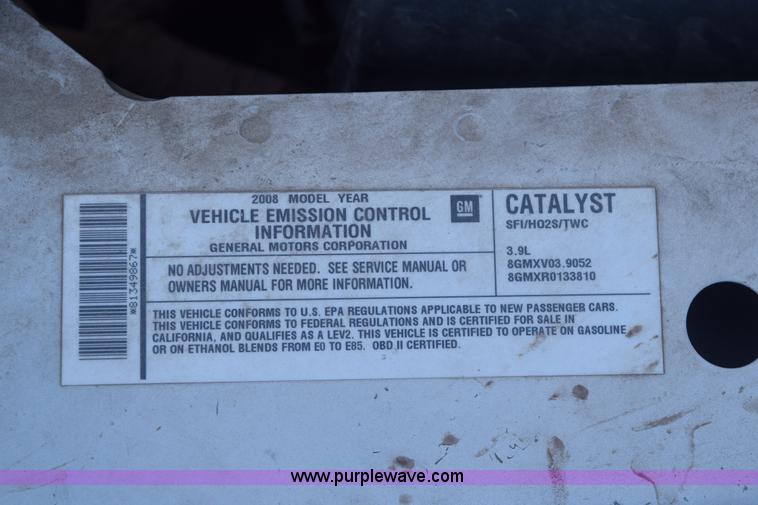 *81349867*
2008 MODEL YEAR
VEHICLE EMISSION CONTROL
INFORMATION
GENERAL MOTORS CORPORATION
GM
NO ADJUSTMENTS NEEDED. SEE SERVICE MANUAL OR
OWNERS MANUAL FOR MORE INFORMATION.
CATALYST
SFI/HO2S/TWC
3.9L
8GMXV03.9052
8GMXR0133810
THIS VEHICLE CONFORMS TO U.S. EPA REGULATIONS APPLICABLE TO NEW PASSENGER CARS.
THIS VEHICLE CONFORMS TO FEDERAL REGULATIONS AND IS CERTIFIED FOR SALE IN
CALIFORNIA, AND QUALIFIES AS A LEV2. THIS VEHICLE IS CERTIFIED TO OPERATE ON GASOLINE
OR ON ETHANOL BLENDS FROM E0 TO E85. OBD II CERTIFIED.
www.purplewave.com